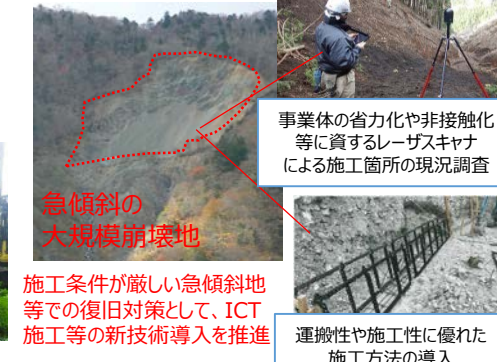 急傾斜の
大規模崩壊地
施工条件が厳しい急傾斜地
等での復旧対策として、ICT
施工等の新技術導入を推進
事業体の省力化や非接触化
等に資するレーザスキャナ
による施工箇所の現況調査
運搬性や施工性に優れた
施工方法の導入